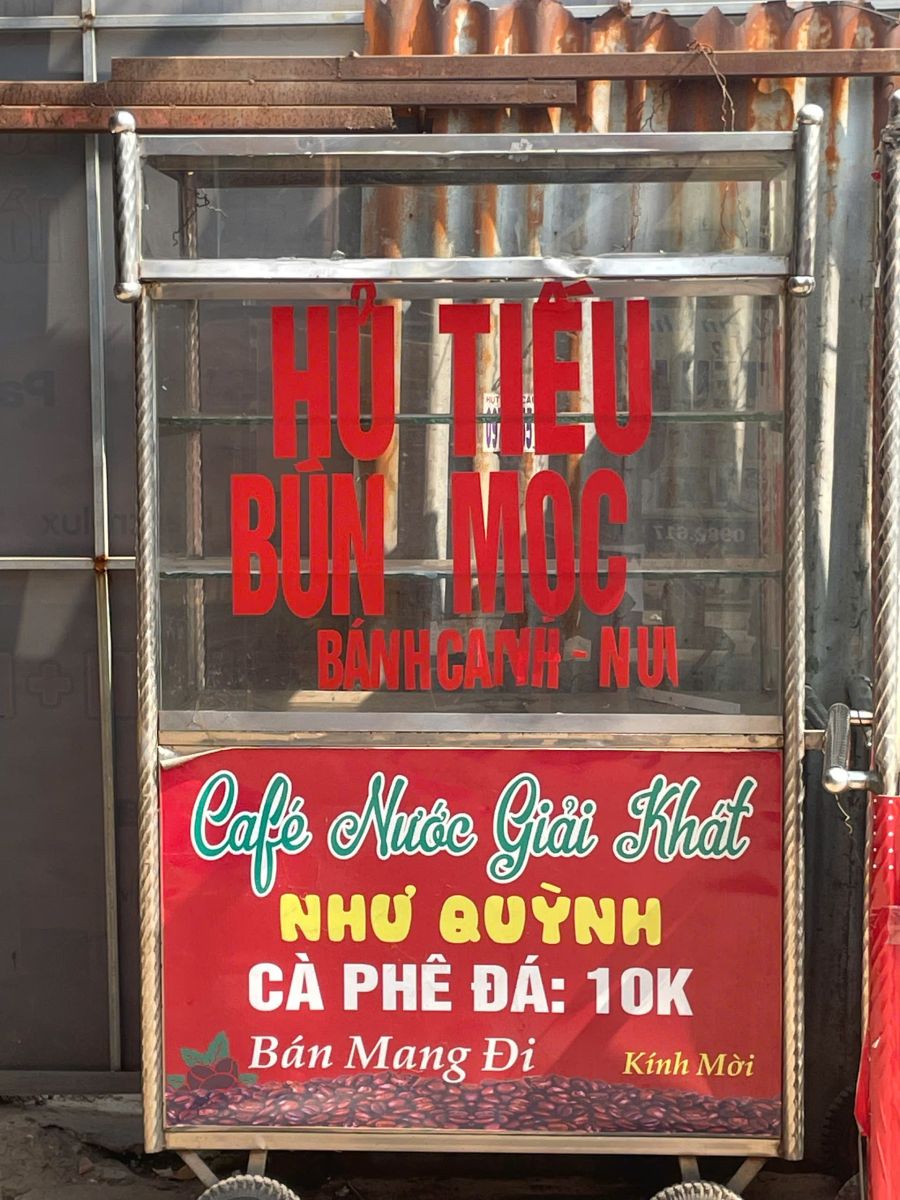 HỦ TIẾU
BÚN MOC
BÁNH CANH - NUI
Café Nước Giải Khát
NHƯ QUỲNH
CÀ PHÊ ĐÁ: 10K
Bán Mang Đi
Kính Mời